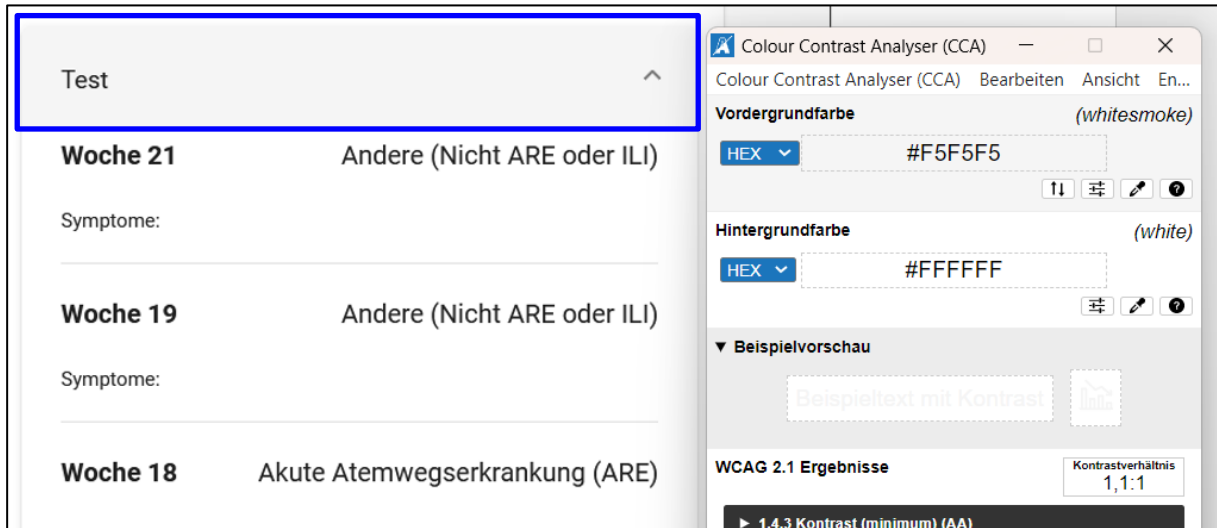 Test
Woche 21 Andere (Nicht ARE oder ILI)
Symptome:
Woche 19 Andere (Nicht ARE oder ILI)
Symptome:
Woche 18 Akute Atemwegserkrankung (ARE)
Colour Contrast Analyser (CCA)
Colour Contrast Analyser (CCA) Bearbeiten Ansicht En...
Vordergrundfarbe (whitesmoke)
HEX #F5F5F5
Hintergrundfarbe (white)
HEX #FFFFFF
Beispielvorschau
Beispieltext mit Kontrast
WCAG 2.1 Ergebnisse
Kontrastverhältnis
1,1:1
1.4.3 Kontrast (minimum) (AA)